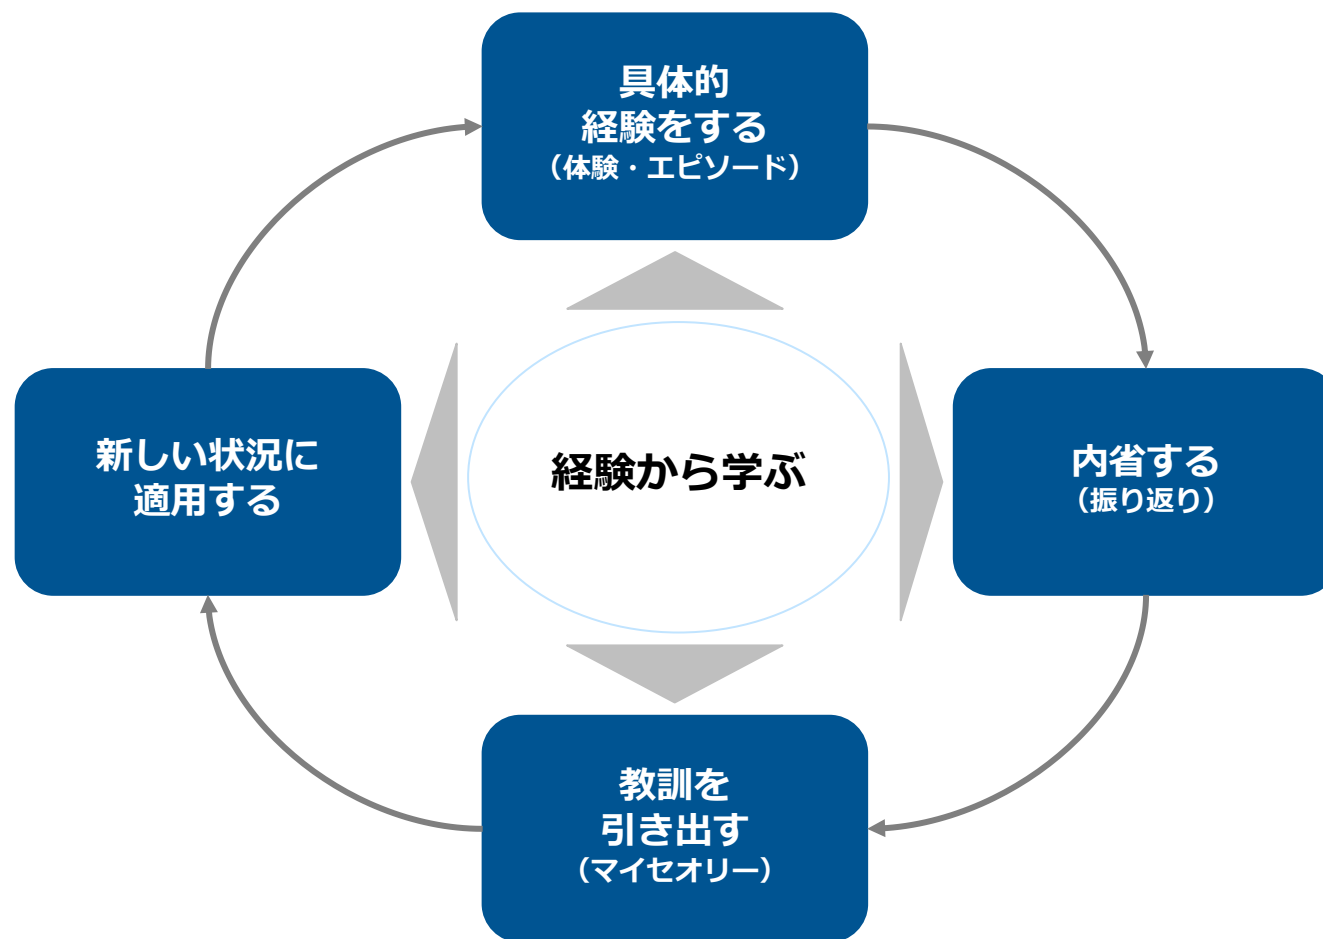 具体的
経験をする
（体験・エピソード）
新しい状況に
適用する
経験から学ぶ
内省する
（振り返り）
教訓を
引き出す
（マイセオリー）